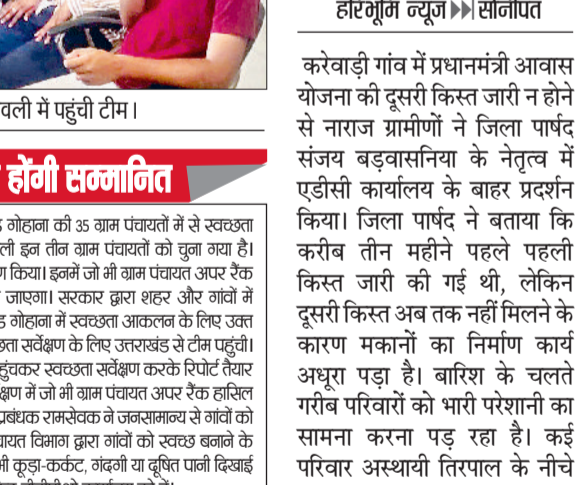 वली में पहुंची टीम।
होंगी सम्मानित
गोहाना की 35 ग्राम पंचायतों में से स्वच्छता
ली इन तीन ग्राम पंचायतों को चुना गया है।
किया। इनमें जो भी ग्राम पंचायत अपर रैंक
जाएगा। सरकार द्वारा शहर और गांवों में
गोहाना में स्वच्छता आकलन के लिए उक्त
छता सर्वेक्षण के लिए उत्तराखंड से टीम पहुंची।
हुंचकर स्वच्छता सर्वेक्षण करके रिपोर्ट तैयार
क्षण में जो भी ग्राम पंचायत अपर रैंक हासिल
प्रबंधक रामसेवक ने जनसामान्य से गांवों को
ायत विभाग द्वारा गांवों को स्वच्छ बनाने के
भी कूड़ा-कर्कट, गंदगी या दूषित पानी दिखाई
हरिभूमि न्यूज▶▶|सोनीपत
करेवाड़ी गांव में प्रधानमंत्री आवास
योजना की दूसरी किस्त जारी न होने
से नाराज ग्रामीणों ने जिला पार्षद
संजय बड़वासनिया के नेतृत्व में
एडीसी कार्यालय के बाहर प्रदर्शन
किया। जिला पार्षद ने बताया कि
करीब तीन महीने पहले पहली
किस्त जारी की गई थी, लेकिन
दूसरी किस्त अब तक नहीं मिलने के
कारण मकानों का निर्माण कार्य
अधूरा पड़ा है। बारिश के चलते
गरीब परिवारों को भारी परेशानी का
सामना करना पड़ रहा है। कई
परिवार अस्थायी तिरपाल के नीचे